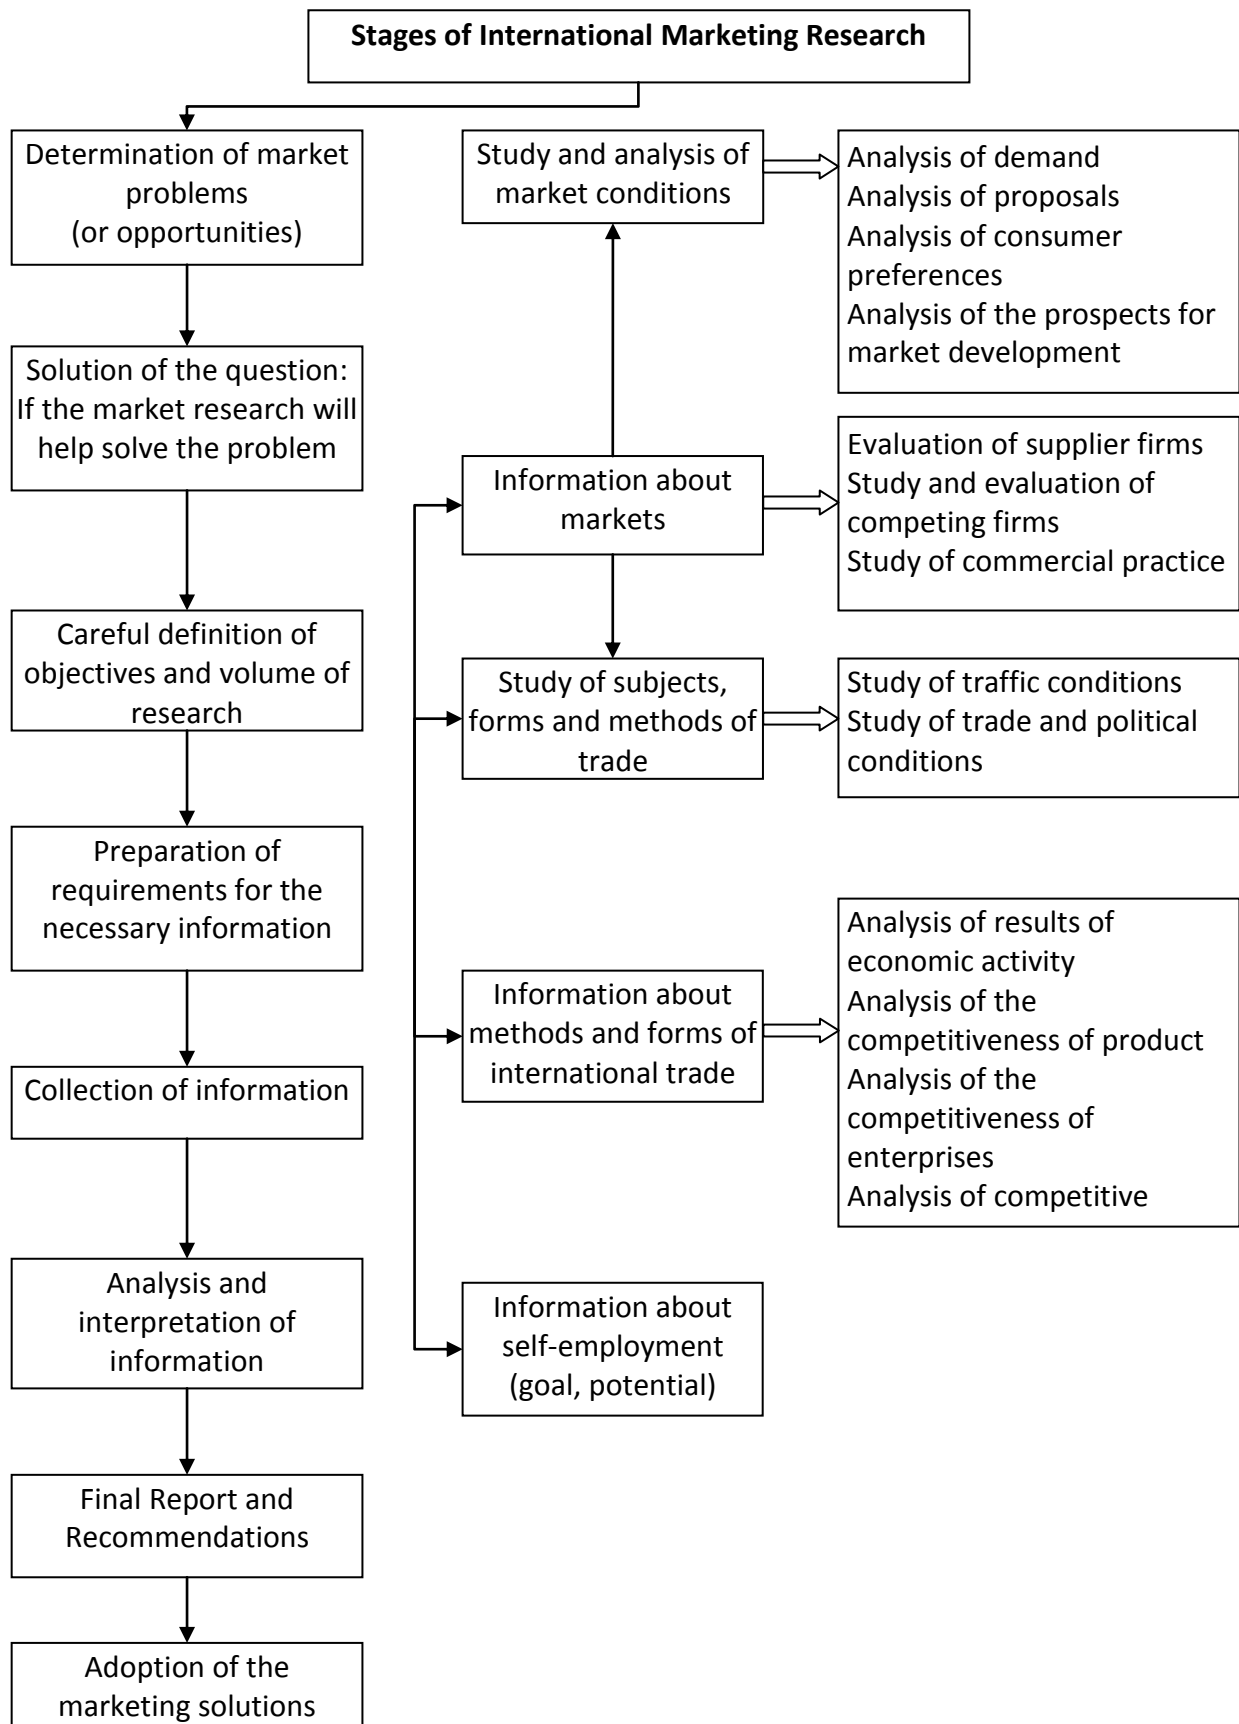 Stages of International Marketing Research
Determination of market
problems
(or opportunities)
Solution of the question:
If the market research will
help solve the problem
Careful definition of
objectives and volume of
research
Preparation of
requirements for the
necessary information
Collection of information
Analysis and
interpretation of
information
Final Report and
Recommendations
Adoption of the
marketing solutions
Study and analysis of
market conditions
Information about
markets
Study of subjects,
forms and methods of
trade
Information about
methods and forms of
international trade
Information about
self-employment
(goal, potential)
Analysis of demand
Analysis of proposals
Analysis of consumer
preferences
Analysis of the prospects for
market development
Evaluation of supplier firms
Study and evaluation of
competing firms
Study of commercial practice
Study of traffic conditions
Study of trade and political
conditions
Analysis of results of
economic activity
Analysis of the
competitiveness of product
Analysis of the
competitiveness of
enterprises
Analysis of competitive